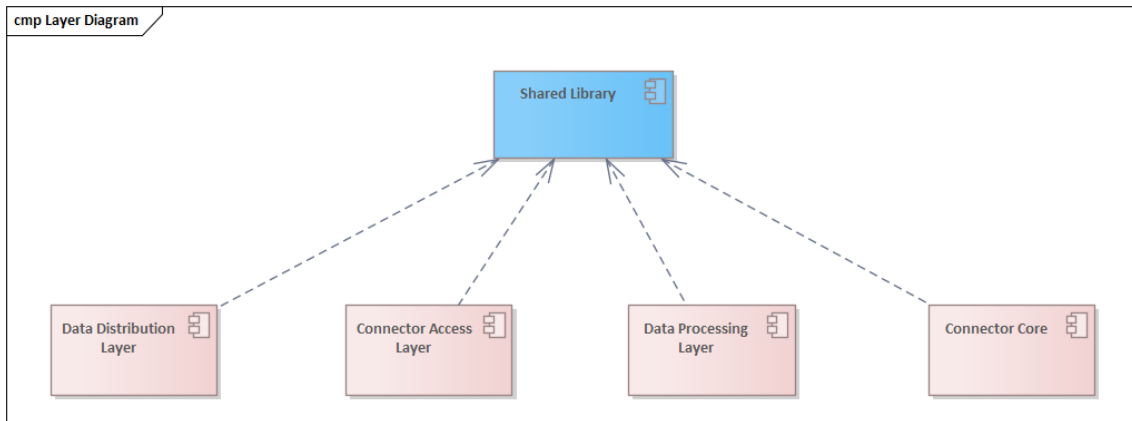 cmp Layer Diagram
Shared Library
Data Distribution
Layer
Connector Access
Layer
Data Processing
Layer
Connector Core